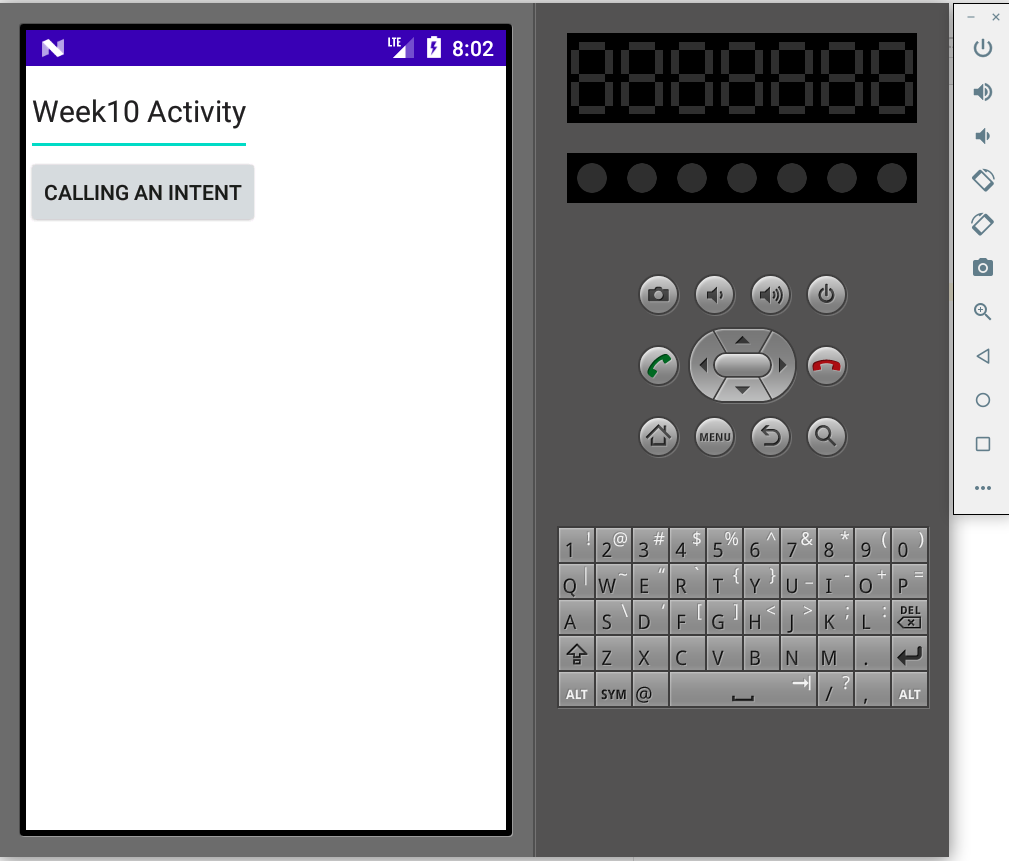 LTE 8:02
Week10 Activity
CALLING AN INTENT
MENU
1 ! 2 @ 3 # 4 $ 5 % 6 ^ 7 & 8 * 9 ( 0 )
Q | W ~ E “ R ` T { Y } U _ I - O + P =
A S \ D ‘ F [ G ] H < J > K ; L : DEL
Z X C V B N M .
ALT SYM @ / ? , ALT